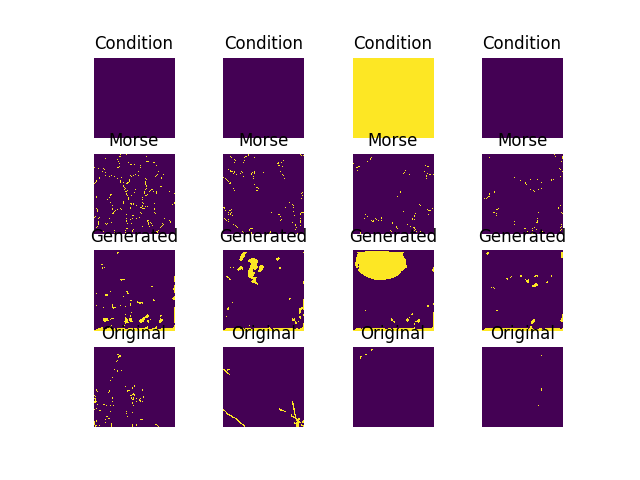 Condition Condition Condition Condition
Morse Morse Morse Morse
Generated Generated Generated Generated
Original Original Original Original